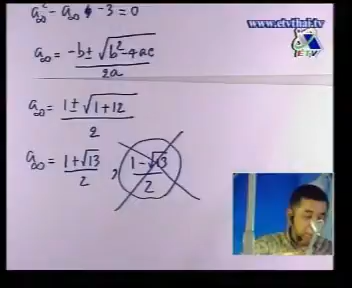 a∞² - a∞ - 3 = 0
www.etvthai.tv
a∞ = -b ± √b² - 4ac / 2a
ETV
a∞ = 1 ± √1 + 12 / 2
a∞ = 1 + √13 / 2 , 1 - √13 / 2